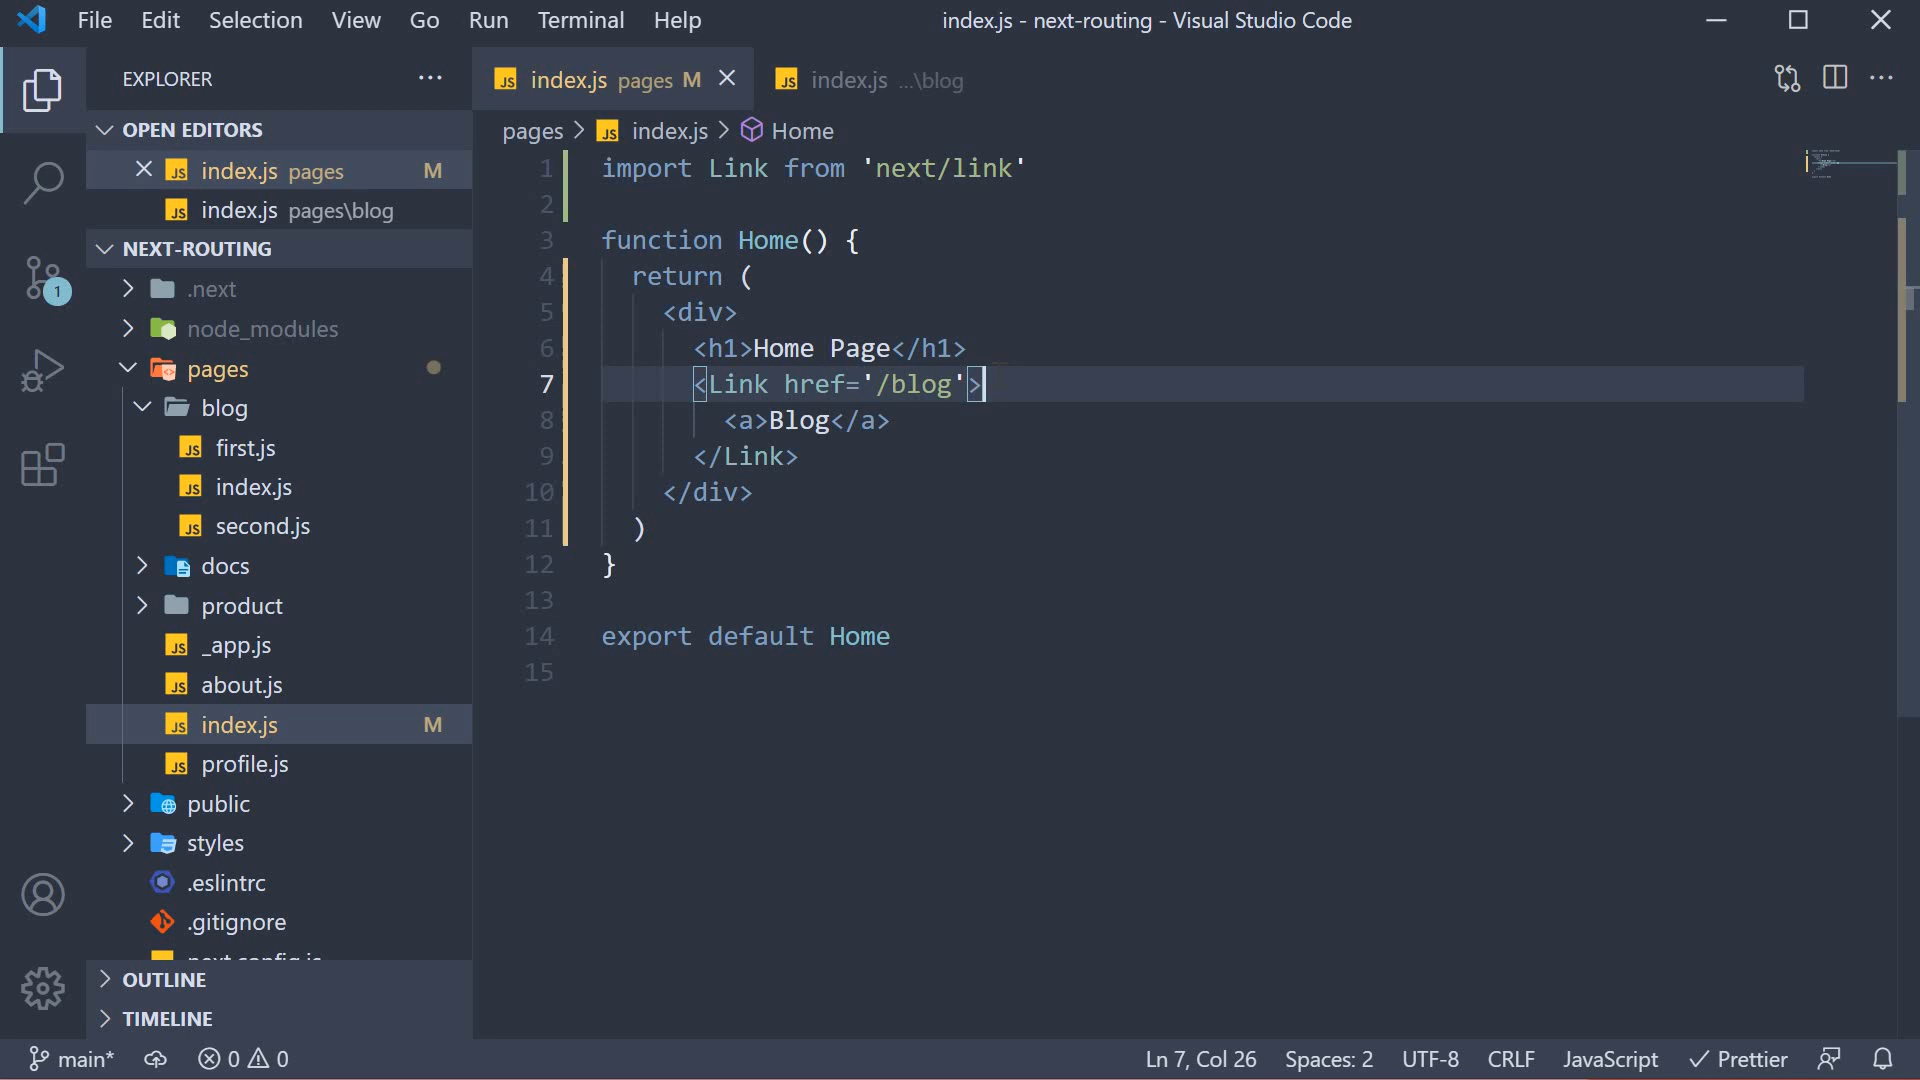 File Edit Selection View Go Run Terminal Help
index.js - next-routing - Visual Studio Code
EXPLORER
OPEN EDITORS
index.js pages M
index.js pages\blog
NEXT-ROUTING
.next
node_modules
pages
blog
first.js
index.js
second.js
docs
product
_app.js
about.js
index.js M
profile.js
public
styles
.eslintrc
.gitignore
next.config.js
OUTLINE
TIMELINE
1
index.js pages M
index.js ...\blog
pages > index.js > Home
1 import Link from 'next/link'
2
3 function Home() {
4 return (
5 <div>
6 <h1>Home Page</h1>
7 <Link href='/blog'>
8 <a>Blog</a>
9 </Link>
10 </div>
11 )
12 }
13
14 export default Home
15
main* 0 0 Ln 7, Col 26 Spaces: 2 UTF-8 CRLF JavaScript Prettier